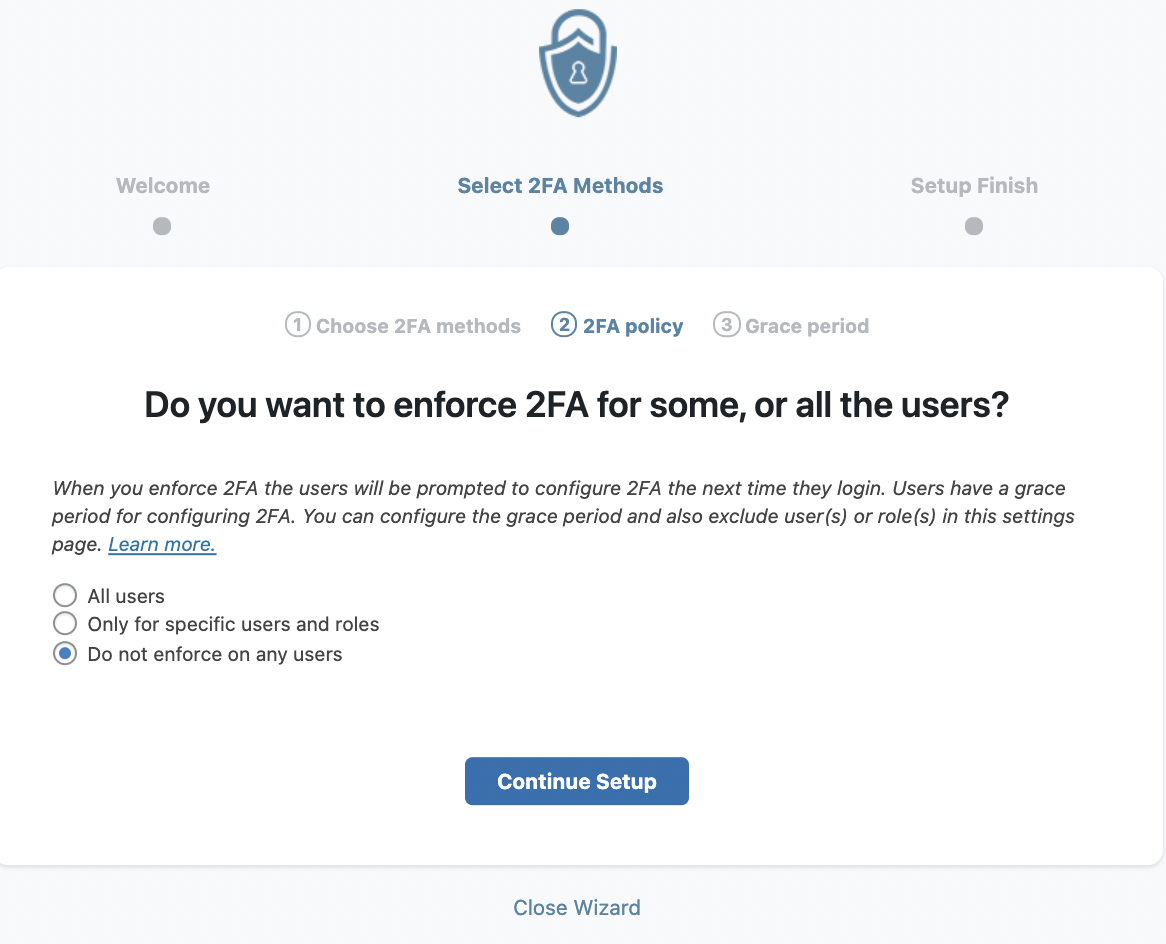 Welcome
Select 2FA Methods
Setup Finish
1 Choose 2FA methods
2 2FA policy
3 Grace period
Do you want to enforce 2FA for some, or all the users?
When you enforce 2FA the users will be prompted to configure 2FA the next time they login. Users have a grace
period for configuring 2FA. You can configure the grace period and also exclude user(s) or role(s) in this settings
page. Learn more.
All users
Only for specific users and roles
Do not enforce on any users
Continue Setup
Close Wizard